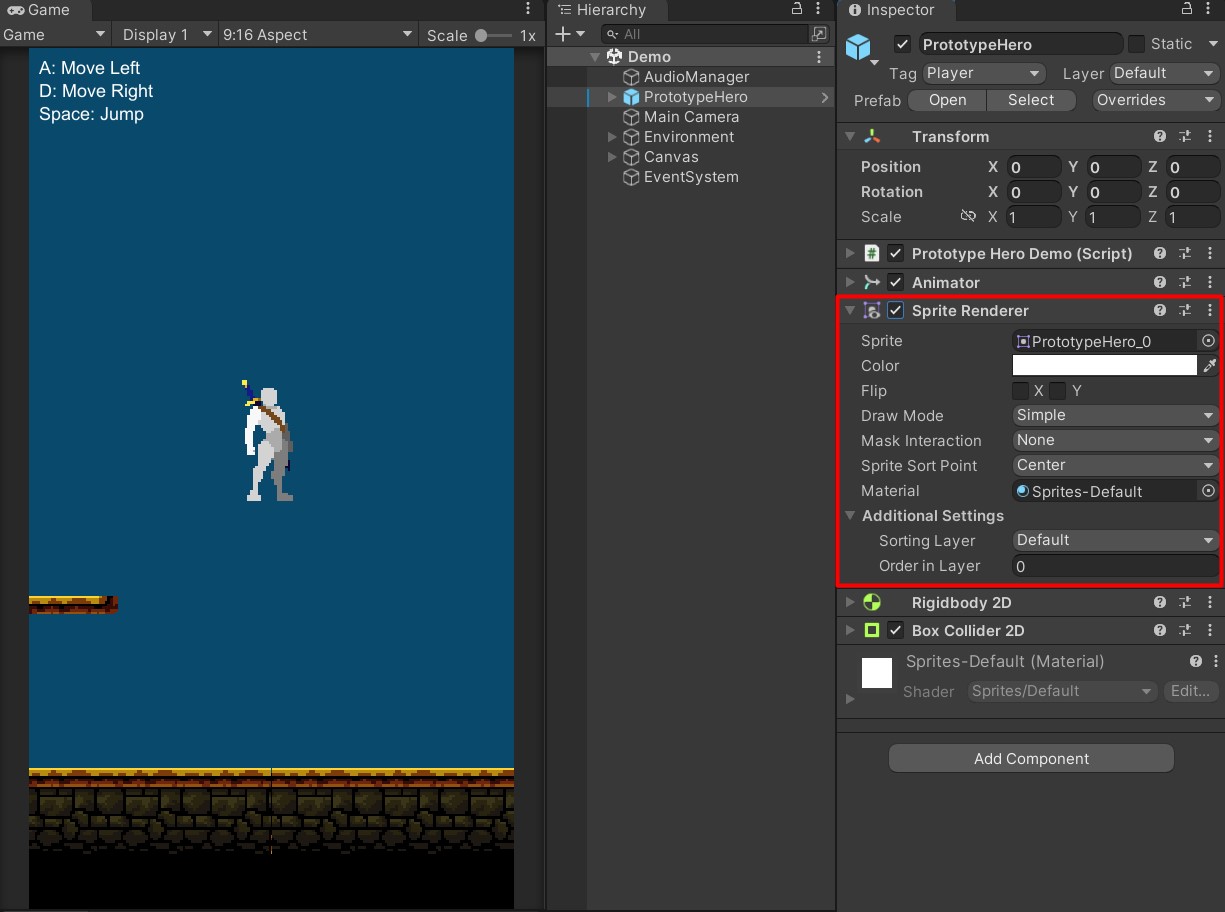 Game
Game Display 1 9:16 Aspect Scale 1x
A: Move Left
D: Move Right
Space: Jump
Hierarchy
All
Demo
AudioManager
PrototypeHero
Main Camera
Environment
Canvas
EventSystem
Inspector
PrototypeHero Static
Tag Player Layer Default
Prefab Open Select Overrides
Transform
Position X 0 Y 0 Z 0
Rotation X 0 Y 0 Z 0
Scale X 1 Y 1 Z 1
# Prototype Hero Demo (Script)
Animator
Sprite Renderer
Sprite PrototypeHero_0
Color
Flip X Y
Draw Mode Simple
Mask Interaction None
Sprite Sort Point Center
Material Sprites-Default
Additional Settings
Sorting Layer Default
Order in Layer 0
Rigidbody 2D
Box Collider 2D
Sprites-Default (Material)
Shader Sprites/Default Edit...
Add Component